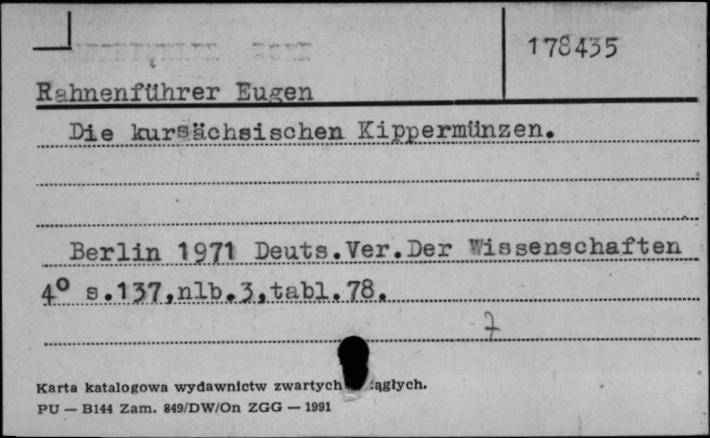 178435
Rahnenführer Eugen
Die kursächsischen Kippermünzen.
Berlin 1971 Deuts.Ver.Der Wissenschaften
4° s.137,nlb.3,tabl.78.
Karta katalogowa wydawnictw zwartych ągłych.
PU — B144 Zam. 849/DW/On ZGG — 1991